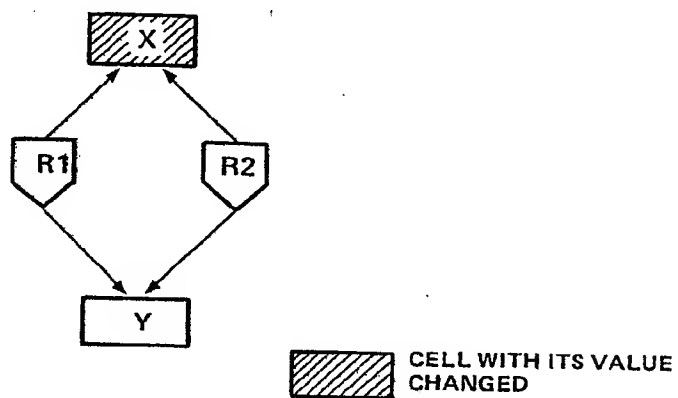 X
R1 R2
Y
CELL WITH ITS VALUE
CHANGED